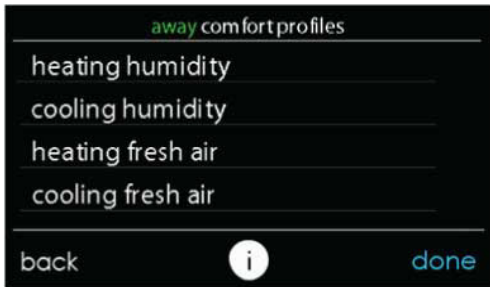 away comfort profiles
heating humidity
cooling humidity
heating fresh air
cooling fresh air
back i done